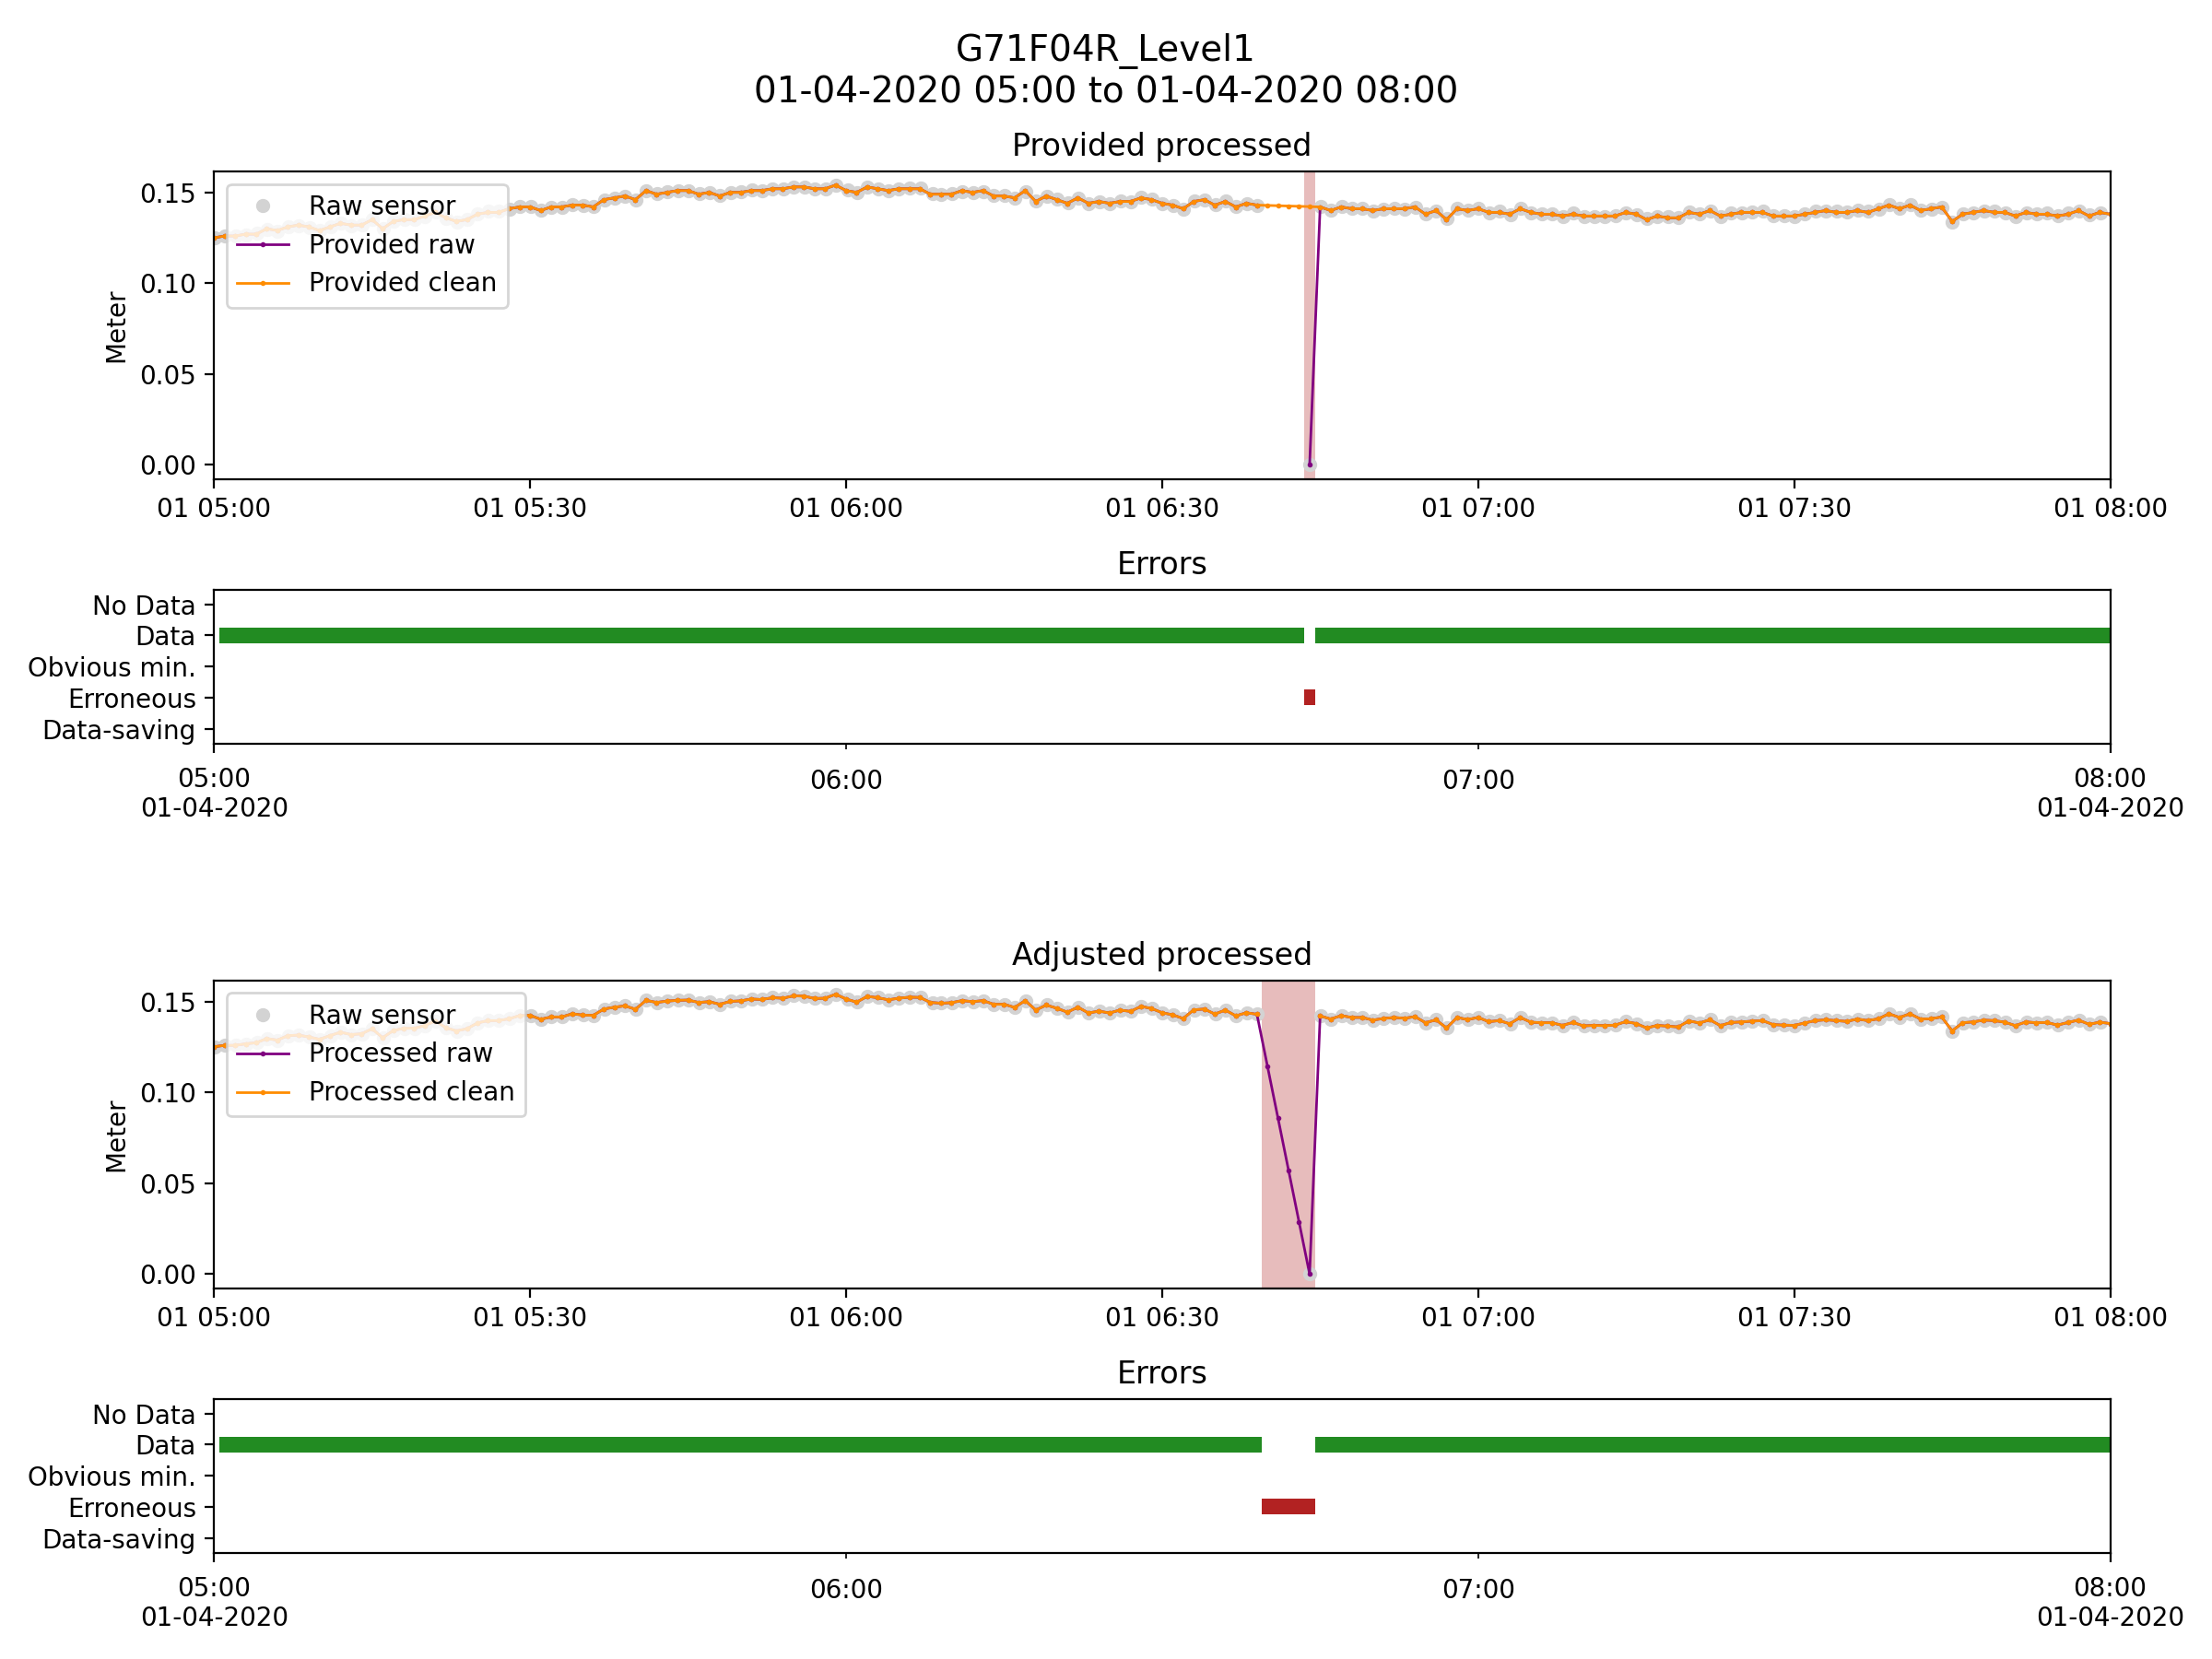 G71F04R_Level1
01-04-2020 05:00 to 01-04-2020 08:00
Provided processed
Meter
0.15
0.10
0.05
0.00
Raw sensor
Provided raw
Provided clean
01 05:00 01 05:30 01 06:00 01 06:30 01 07:00 01 07:30 01 08:00
Errors
No Data
Data
Obvious min.
Erroneous
Data-saving
05:00 06:00 07:00 08:00
01-04-2020 01-04-2020
Adjusted processed
Meter
0.15
0.10
0.05
0.00
Raw sensor
Processed raw
Processed clean
01 05:00 01 05:30 01 06:00 01 06:30 01 07:00 01 07:30 01 08:00
Errors
No Data
Data
Obvious min.
Erroneous
Data-saving
05:00 06:00 07:00 08:00
01-04-2020 01-04-2020